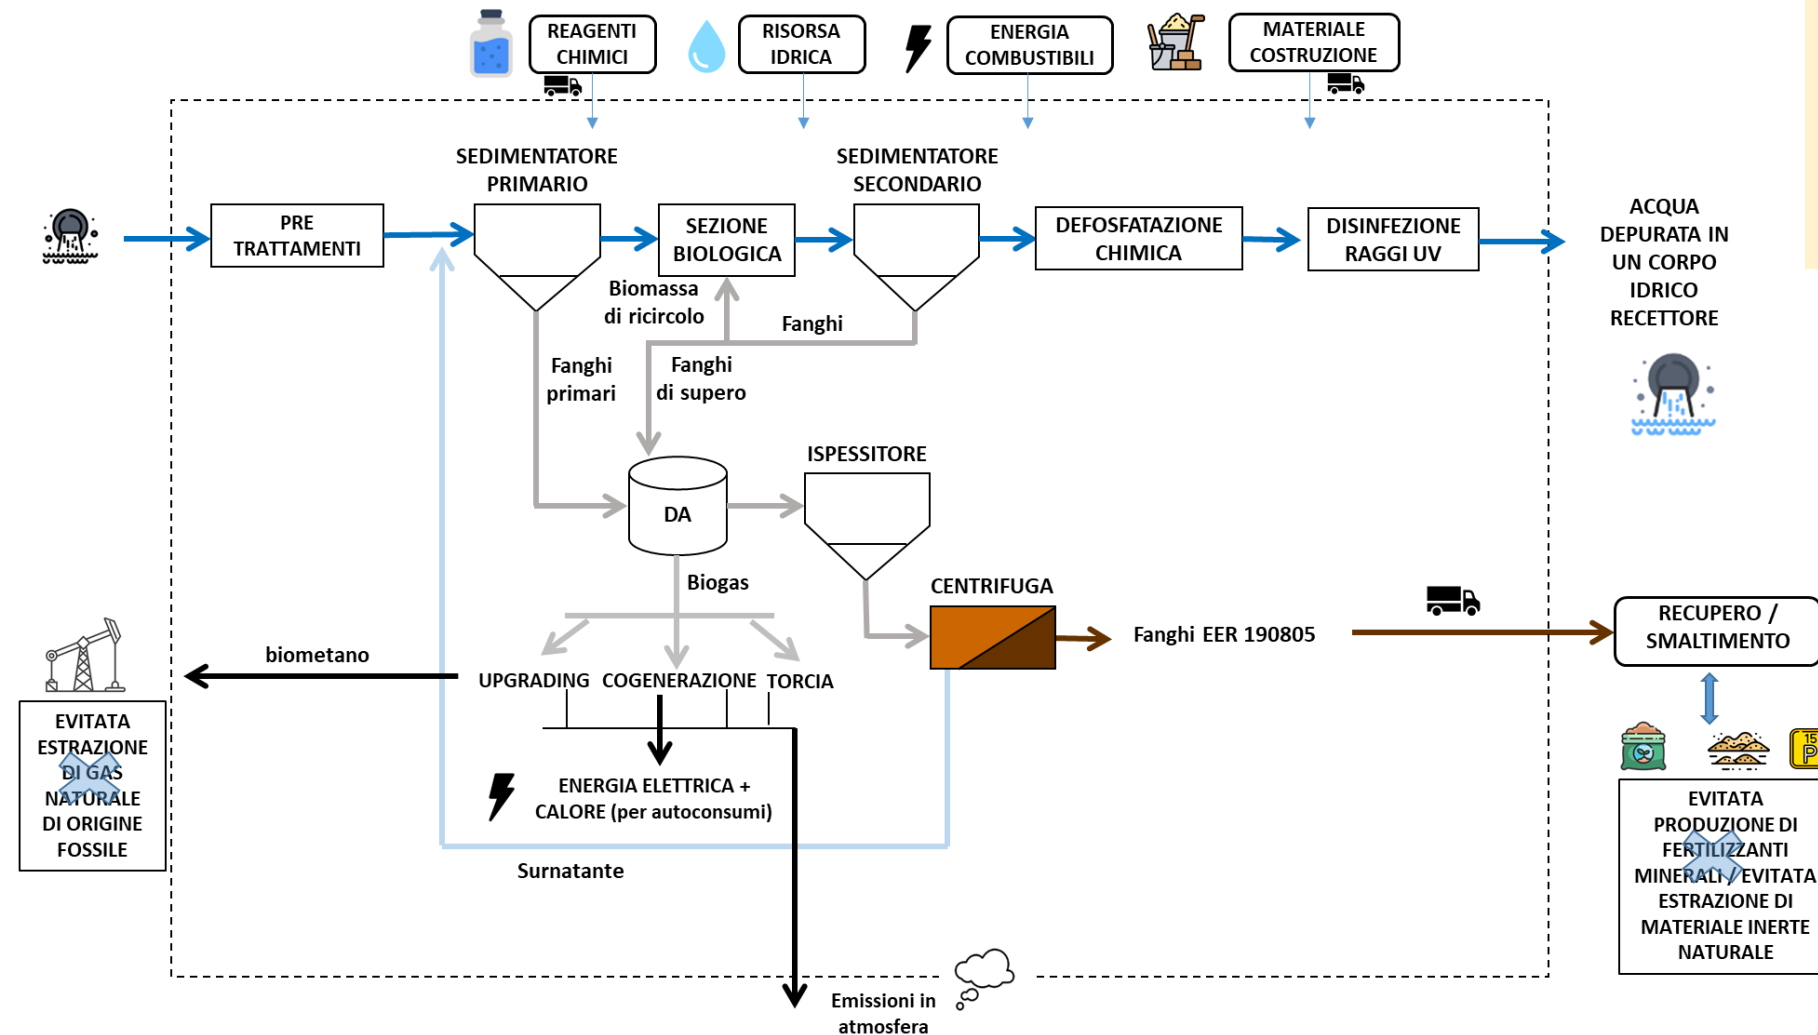 REAGENTI
CHIMICI
RISORSA
IDRICA
ENERGIA
COMBUSTIBILI
MATERIALE
COSTRUZIONE
SEDIMENTATORE
PRIMARIO
SEDIMENTATORE
SECONDARIO
PRE
TRATTAMENTI
SEZIONE
BIOLOGICA
DEFOSFATAZIONE
CHIMICA
DISINFEZIONE
RAGGI UV
ACQUA
DEPURATA IN
UN CORPO
IDRICO
RECETTORE
Biomassa
di ricircolo
Fanghi
Fanghi
primari
Fanghi
di supero
DA
ISPESSITORE
Biogas
CENTRIFUGA
Fanghi EER 190805
RECUPERO /
SMALTIMENTO
biometano
UPGRADING
COGENERAZIONE
TORCIA
EVITATA
ESTRAZIONE
DI GAS
NATURALE
DI ORIGINE
FOSSILE
ENERGIA ELETTRICA +
CALORE (per autoconsumi)
Surnatante
15
P
EVITATA
PRODUZIONE DI
FERTILIZZANTI
MINERALI / EVITATA
ESTRAZIONE DI
MATERIALE INERTE
NATURALE
Emissioni in
atmosfera